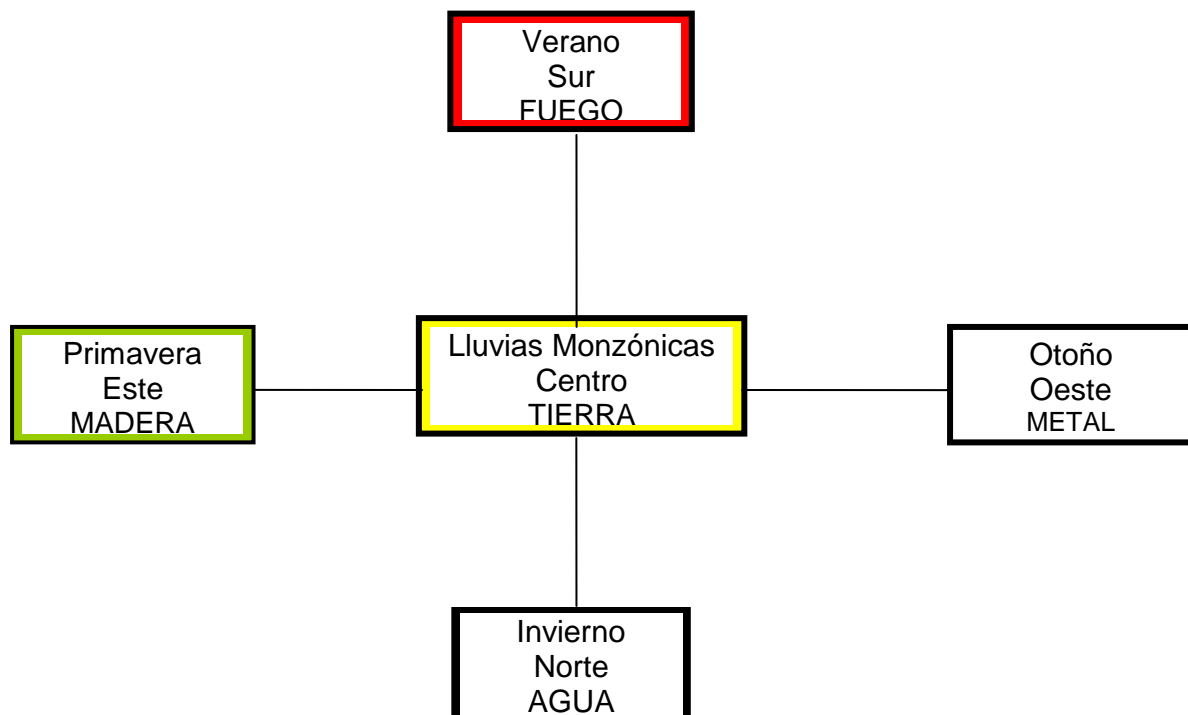 Verano
Sur
FUEGO
Primavera
Este
MADERA
Lluvias Monzónicas
Centro
TIERRA
Otoño
Oeste
METAL
Invierno
Norte
AGUA